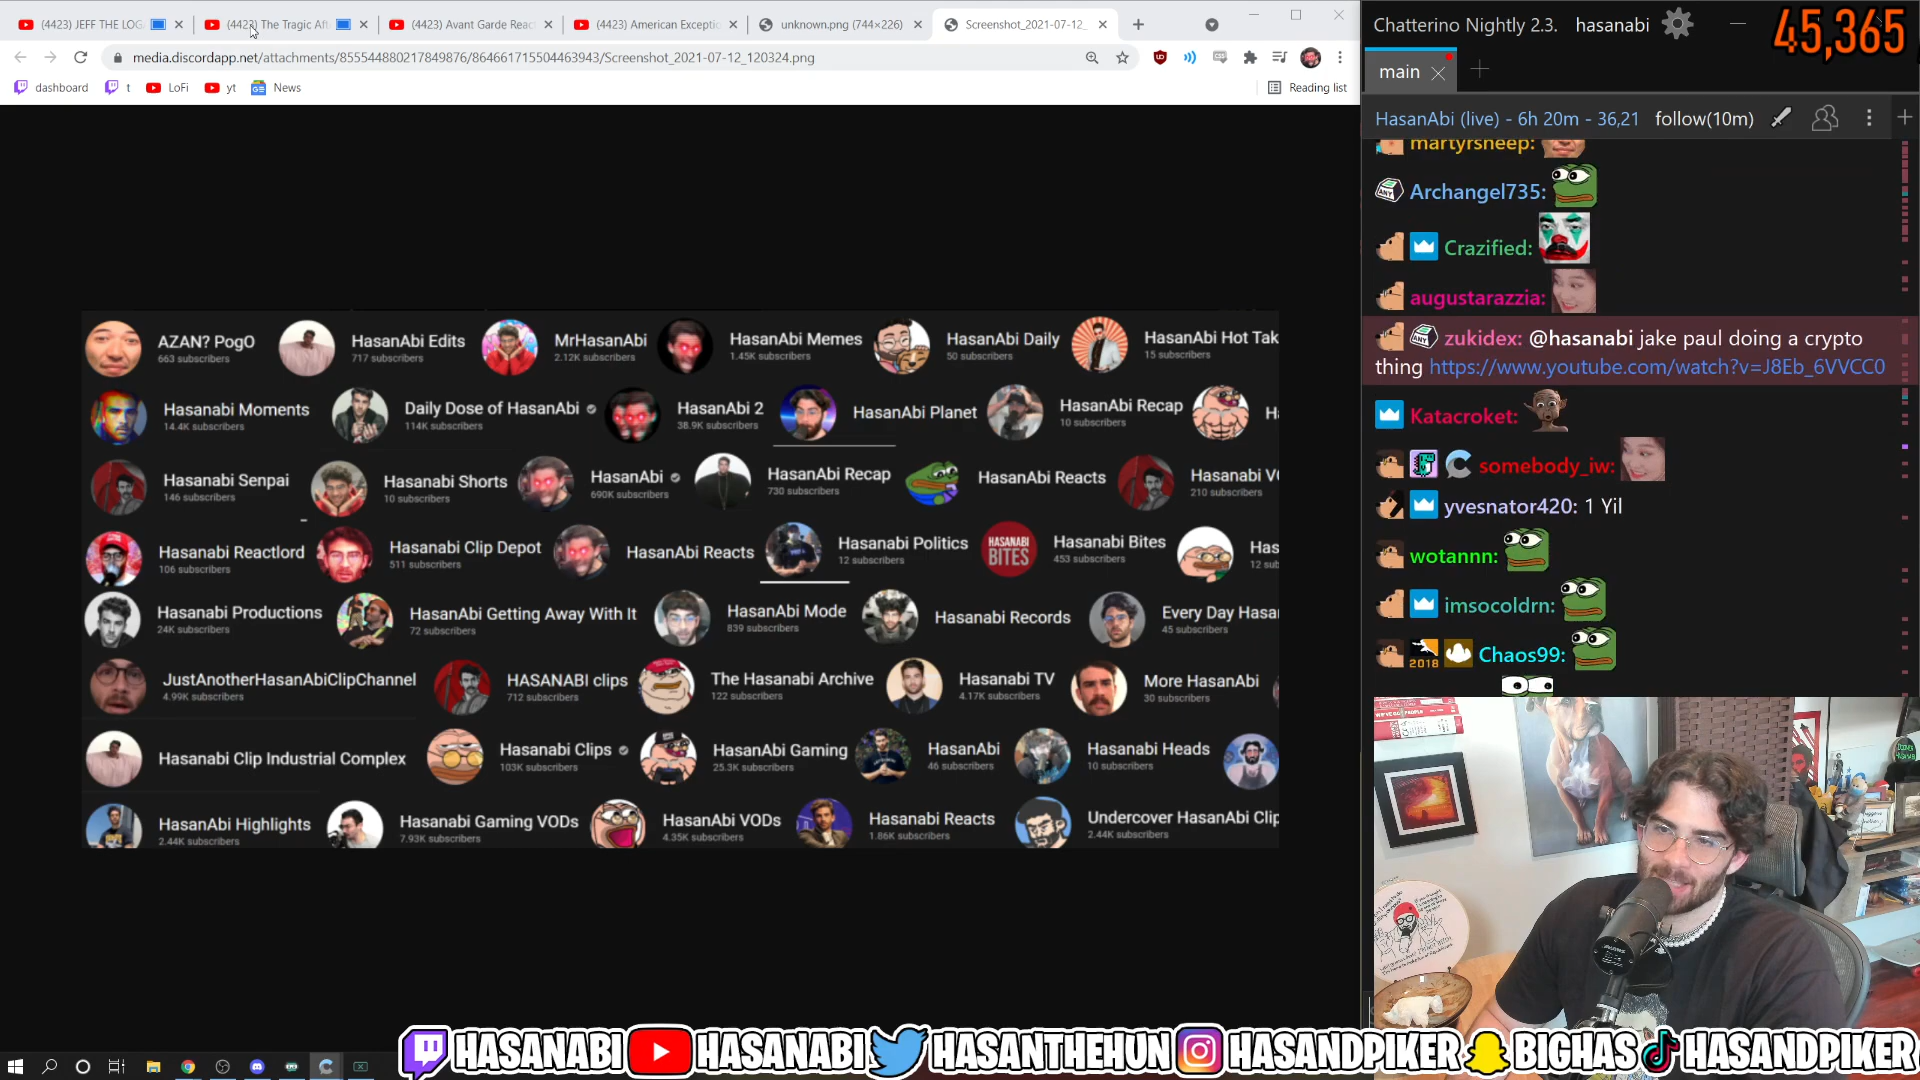 (4423) JEFF THE LOG
(4423) The Tragic Aft
(4423) Avant Garde Reac
(4423) American Exceptio
unknown.png (744×226)
Screenshot_2021-07-12_
media.discordapp.net/attachments/855544880217849876/864661715504463943/Screenshot_2021-07-12_120324.png
dashboard
t
LoFi
yt
News
Reading list
AZAN? PogO
663 subscribers
HasanAbi Edits
717 subscribers
MrHasanAbi
2.12K subscribers
HasanAbi Memes
1.45K subscribers
HasanAbi Daily
50 subscribers
HasanAbi Hot Tak
15 subscribers
Hasanabi Moments
14.4K subscribers
Daily Dose of HasanAbi
114K subscribers
HasanAbi 2
38.9K subscribers
HasanAbi Planet
HasanAbi Recap
10 subscribers
Hasanabi Senpai
146 subscribers
Hasanabi Shorts
10 subscribers
HasanAbi
690K subscribers
HasanAbi Recap
730 subscribers
HasanAbi Reacts
Hasanabi V
210 subscribers
Hasanabi Reactlord
106 subscribers
Hasanabi Clip Depot
511 subscribers
HasanAbi Reacts
Hasanabi Politics
12 subscribers
HASANABI
BITES
Hasanabi Bites
453 subscribers
Has
12 sub
Hasanabi Productions
24K subscribers
HasanAbi Getting Away With It
72 subscribers
HasanAbi Mode
839 subscribers
Hasanabi Records
Every Day Hasa
45 subscribers
JustAnotherHasanAbiClipChannel
4.99K subscribers
HASANABI clips
712 subscribers
The Hasanabi Archive
122 subscribers
Hasanabi TV
4.17K subscribers
More HasanAbi
30 subscribers
Hasanabi Clip Industrial Complex
Hasanabi Clips
103K subscribers
HasanAbi Gaming
25.3K subscribers
HasanAbi
46 subscribers
Hasanabi Heads
10 subscribers
HasanAbi Highlights
2.44K subscribers
Hasanabi Gaming VODs
7.93K subscribers
HasanAbi VODs
4.35K subscribers
Hasanabi Reacts
1.86K subscribers
Undercover HasanAbi Clip
2.44K subscribers
Chatterino Nightly 2.3.
hasanabi
45,365
main
HasanAbi (live) - 6h 20m - 36,21
follow(10m)
martyrsheep:
Archangel735:
Crazified:
augustarazzia:
zukidex: @hasanabi jake paul doing a crypto
thing https://www.youtube.com/watch?v=J8Eb_6VVCC0
Katacroket:
somebody_iw:
yvesnator420: 1 Yil
wotannn:
imsocoldrn:
2018 Chaos99:
HASANABI
HASANABI
HASANTHEHUN
HASANDPIKER
BIGHAS
HASANDPIKER